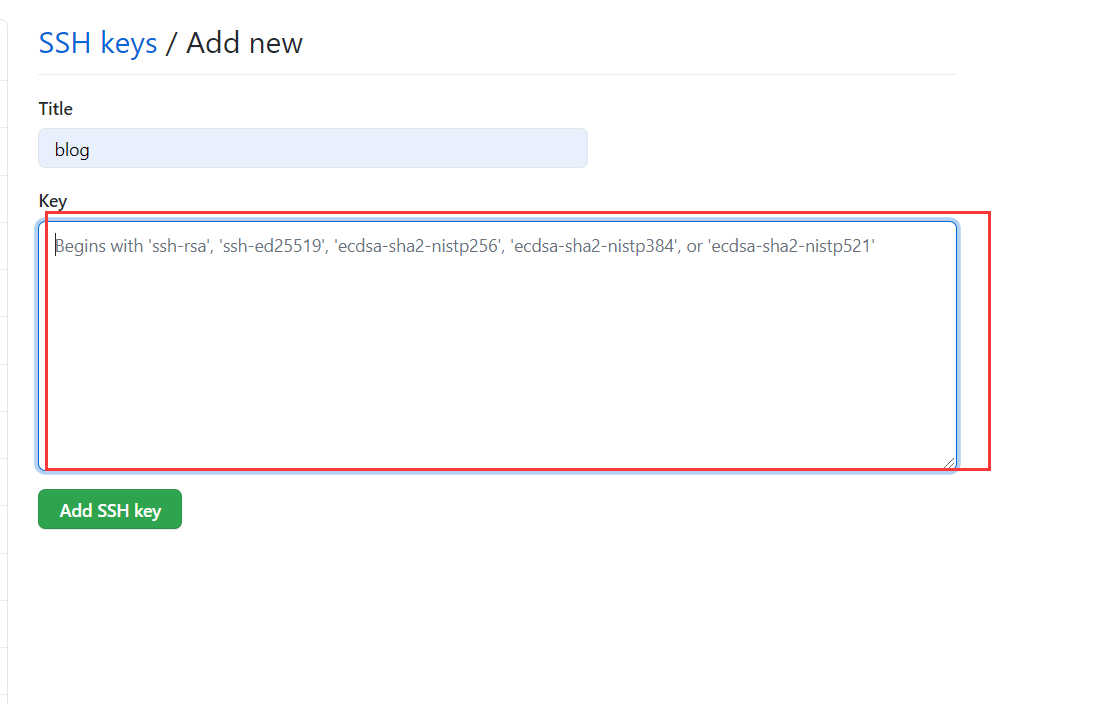 SSH keys / Add new
Title
blog
Key
Begins with 'ssh-rsa', 'ssh-ed25519', 'ecdsa-sha2-nistp256', 'ecdsa-sha2-nistp384', or 'ecdsa-sha2-nistp521'
Add SSH key